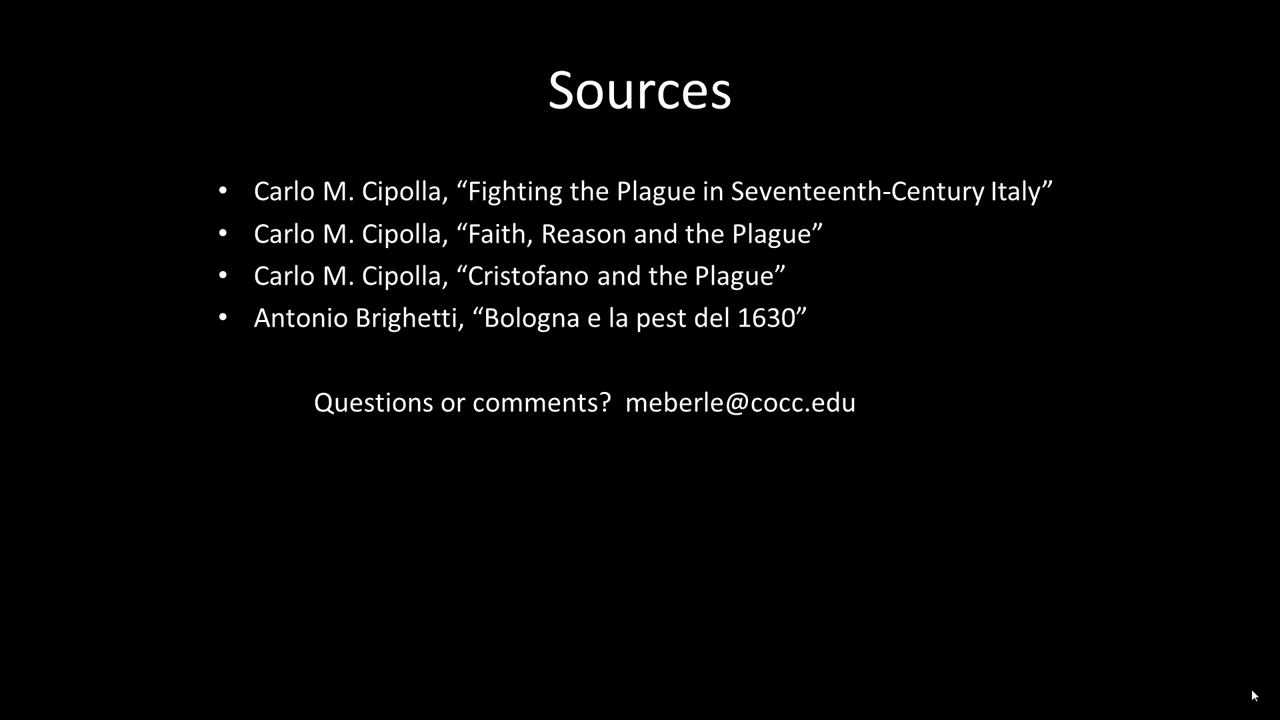 Sources
• Carlo M. Cipolla, “Fighting the Plague in Seventeenth-Century Italy”
• Carlo M. Cipolla, “Faith, Reason and the Plague”
• Carlo M. Cipolla, “Cristofano and the Plague”
• Antonio Brighetti, “Bologna e la pest del 1630”
Questions or comments?  meberle@cocc.edu